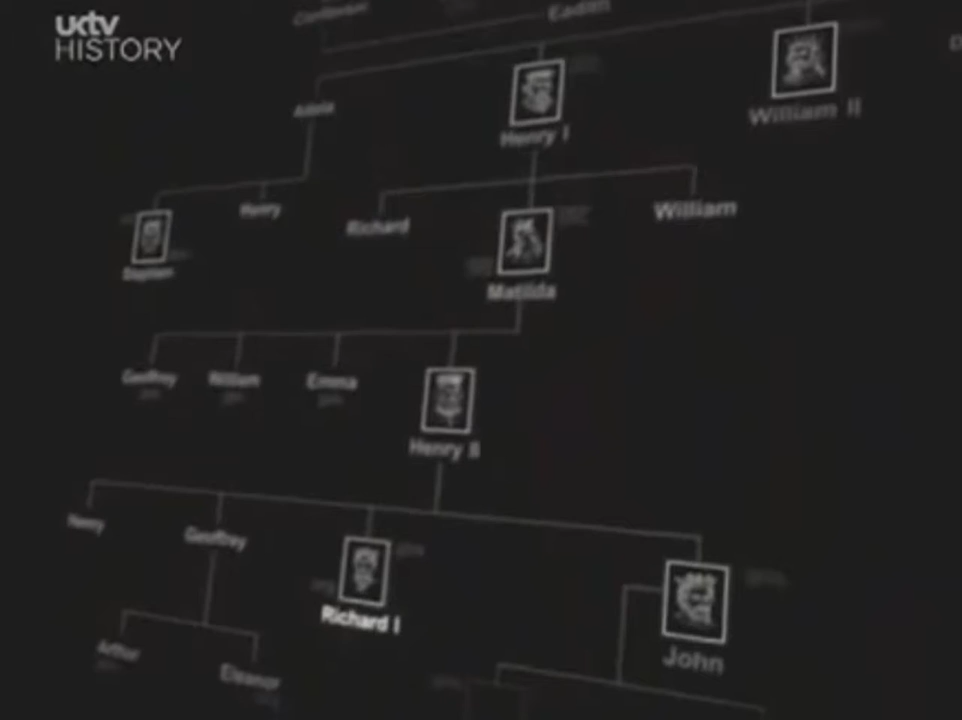 uktv
HISTORY
Eadith
Adela
Henry I
William II
Henry
Richard
William
Stephen
Matilda
Geoffrey
William
Emma
Henry II
Henry
Geoffrey
Richard I
Arthur
Eleanor
John